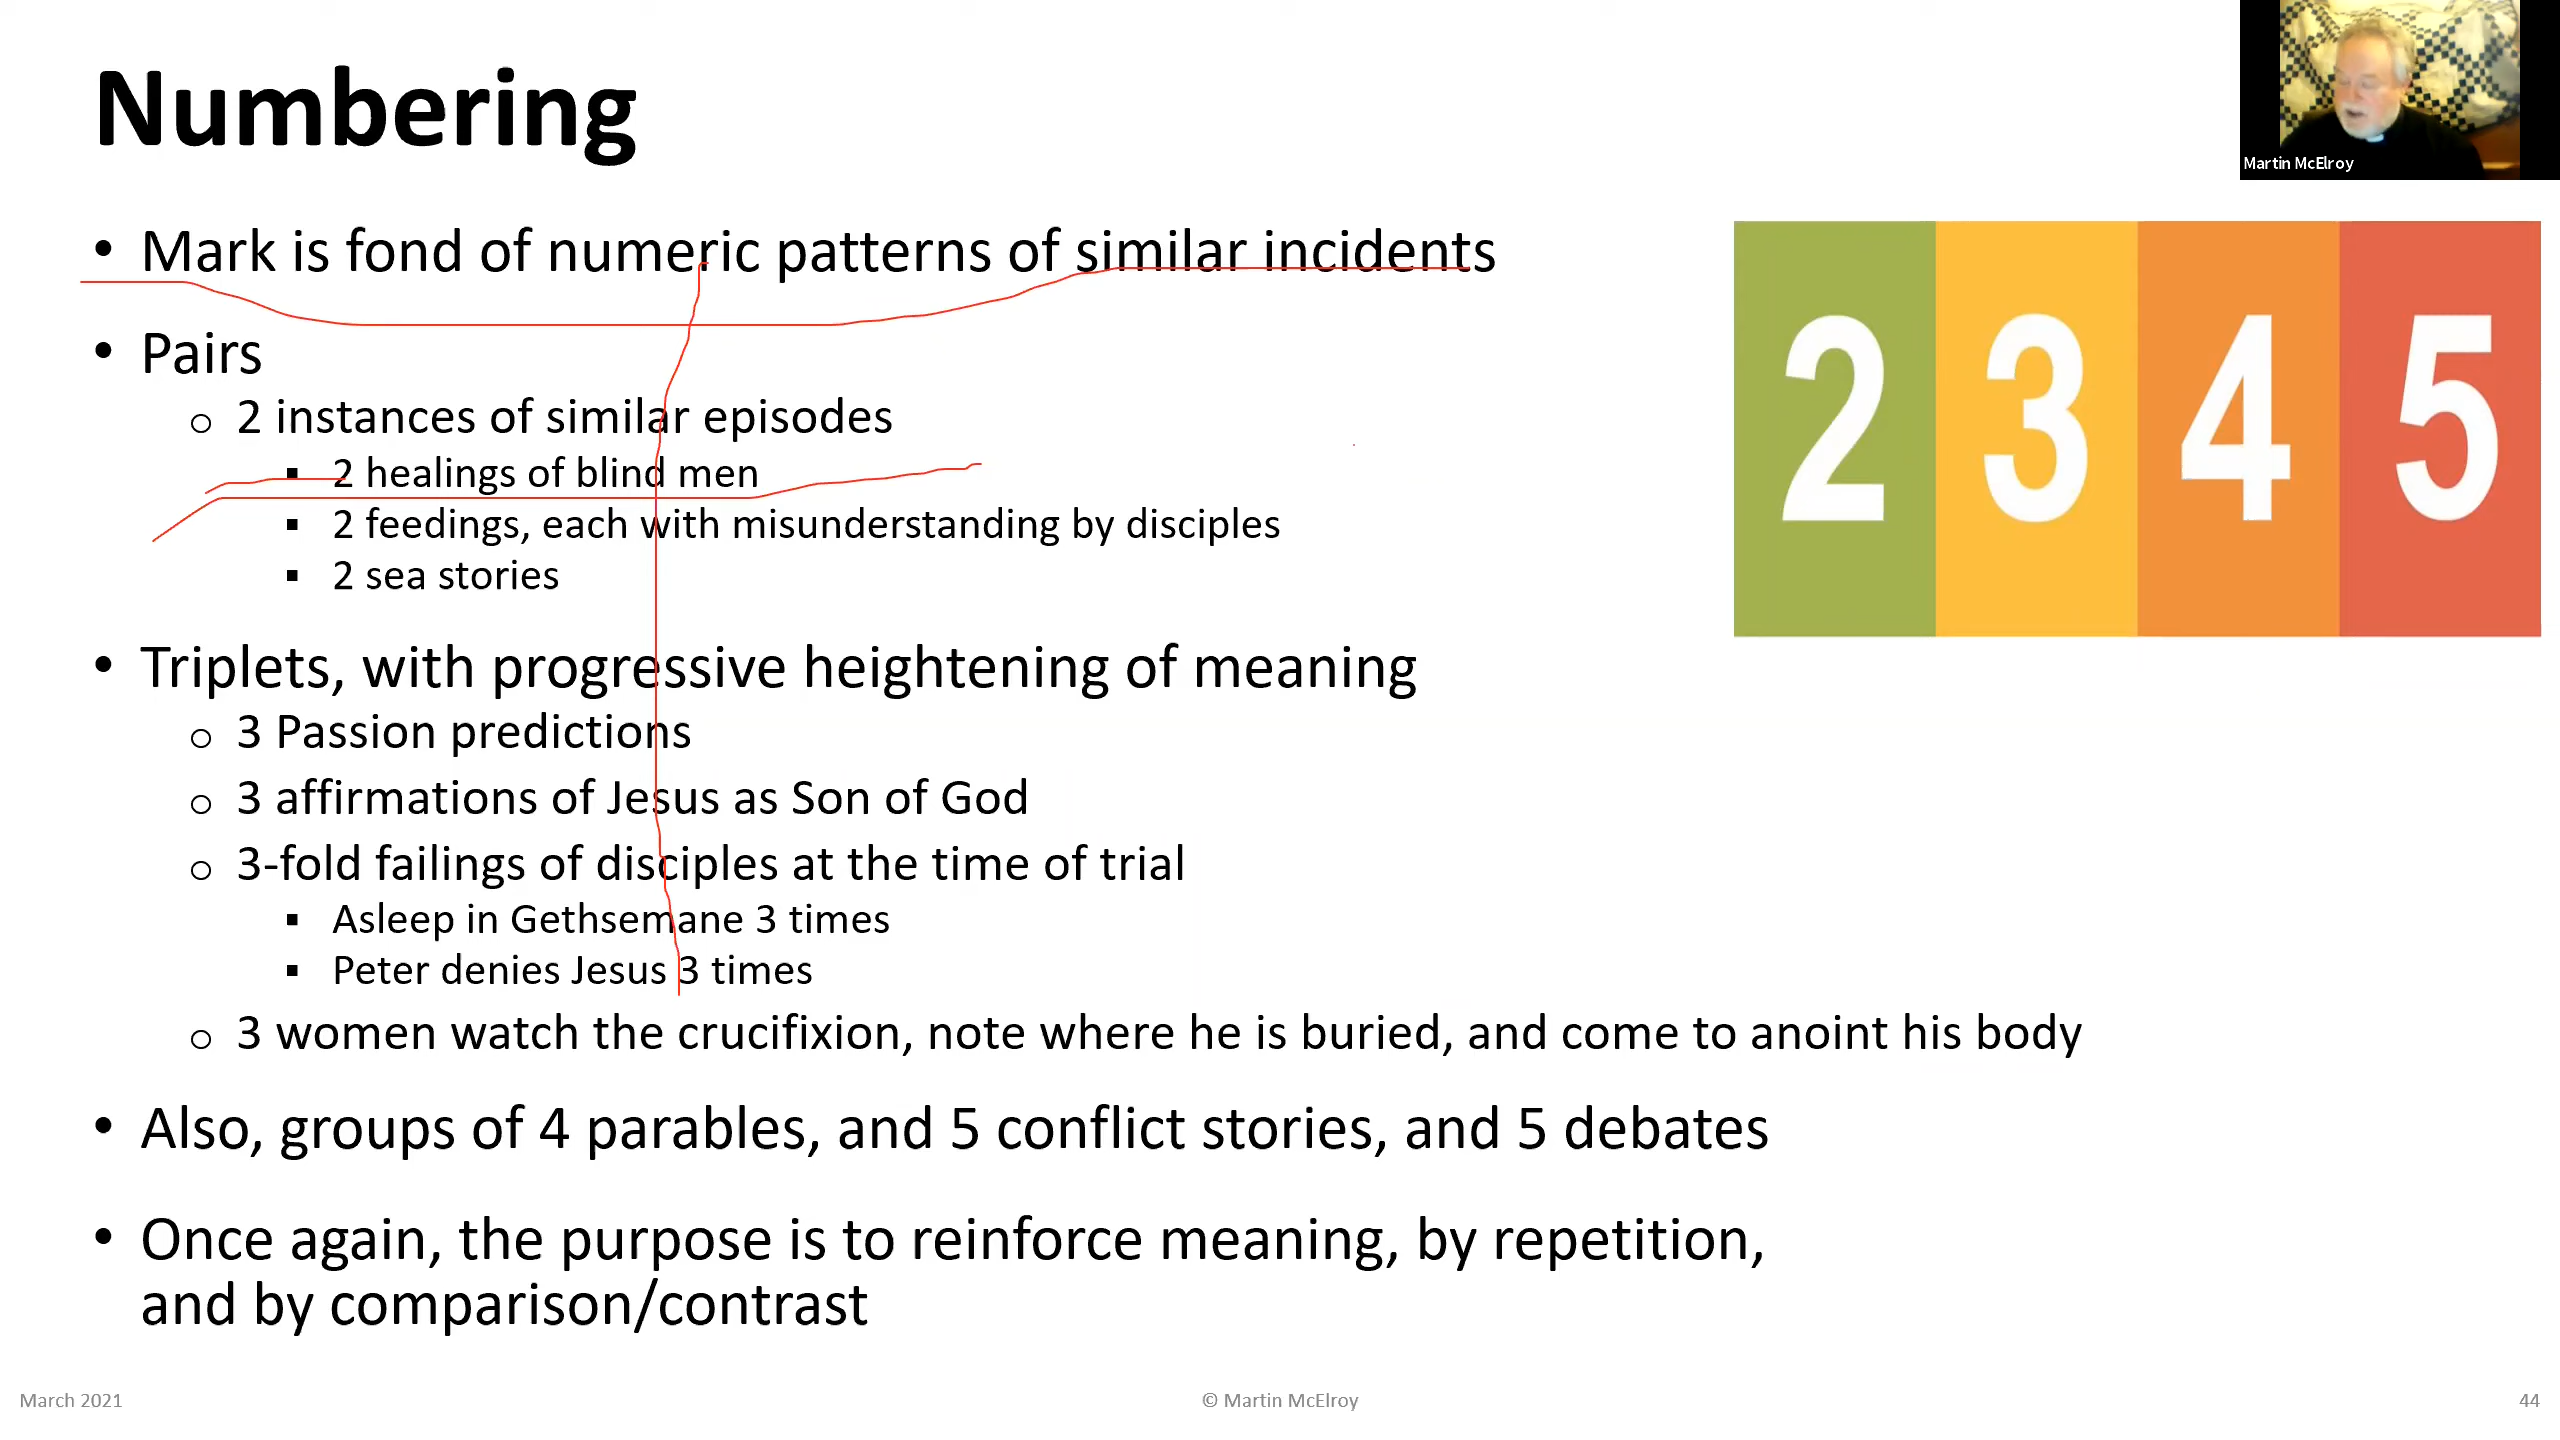 Numbering
Martin McElroy
• Mark is fond of numeric patterns of similar incidents
• Pairs
o 2 instances of similar episodes
▪ 2 healings of blind men
▪ 2 feedings, each with misunderstanding by disciples
▪ 2 sea stories
2 3 4 5
• Triplets, with progressive heightening of meaning
o 3 Passion predictions
o 3 affirmations of Jesus as Son of God
o 3-fold failings of disciples at the time of trial
▪ Asleep in Gethsemane 3 times
▪ Peter denies Jesus 3 times
o 3 women watch the crucifixion, note where he is buried, and come to anoint his body
• Also, groups of 4 parables, and 5 conflict stories, and 5 debates
• Once again, the purpose is to reinforce meaning, by repetition,
and by comparison/contrast
March 2021
© Martin McElroy
44